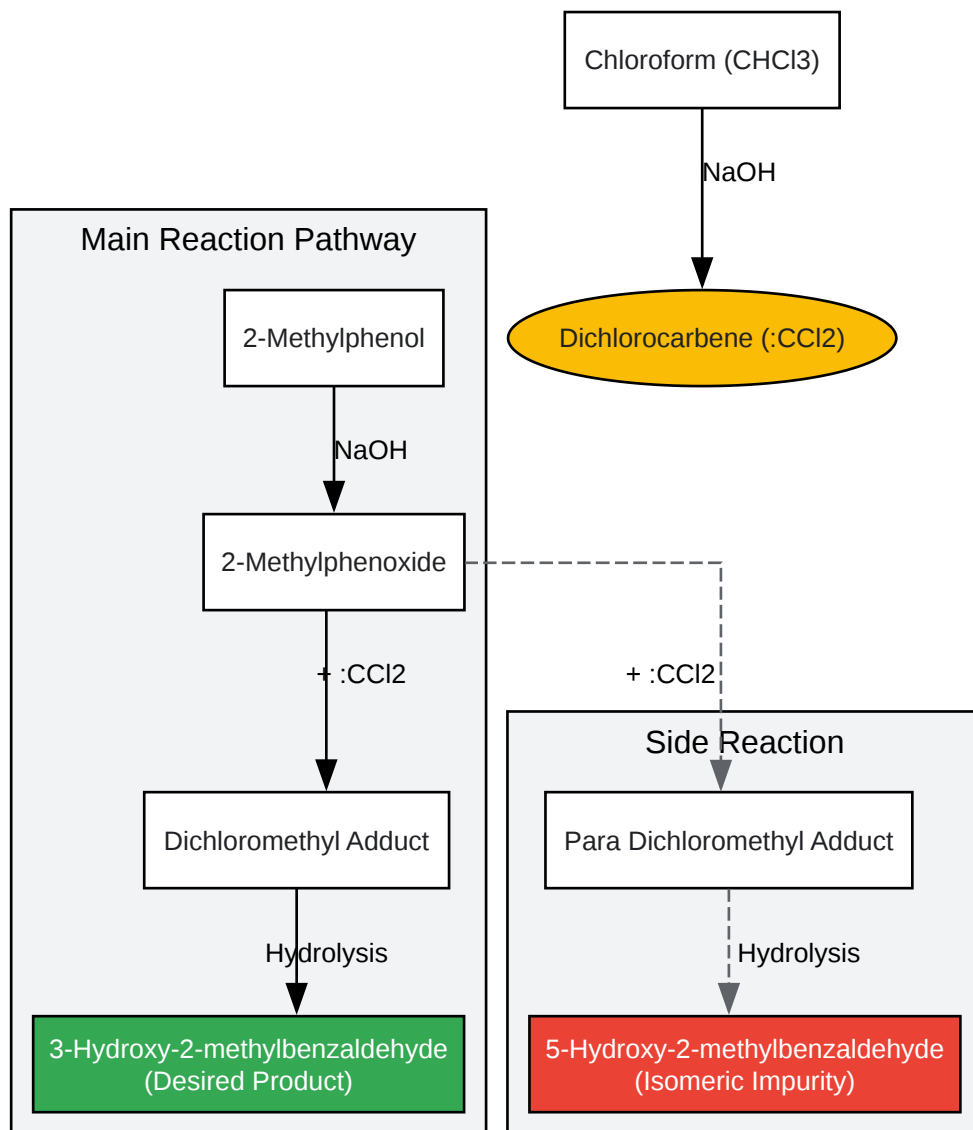 Chloroform (CHCl3)
NaOH
Dichlorocarbene (:CCl2)
Main Reaction Pathway
2-Methylphenol
NaOH
2-Methylphenoxide
+ :CCl2
Dichloromethyl Adduct
Hydrolysis
3-Hydroxy-2-methylbenzaldehyde
(Desired Product)
+ :CCl2
Side Reaction
Para Dichloromethyl Adduct
Hydrolysis
5-Hydroxy-2-methylbenzaldehyde
(Isomeric Impurity)